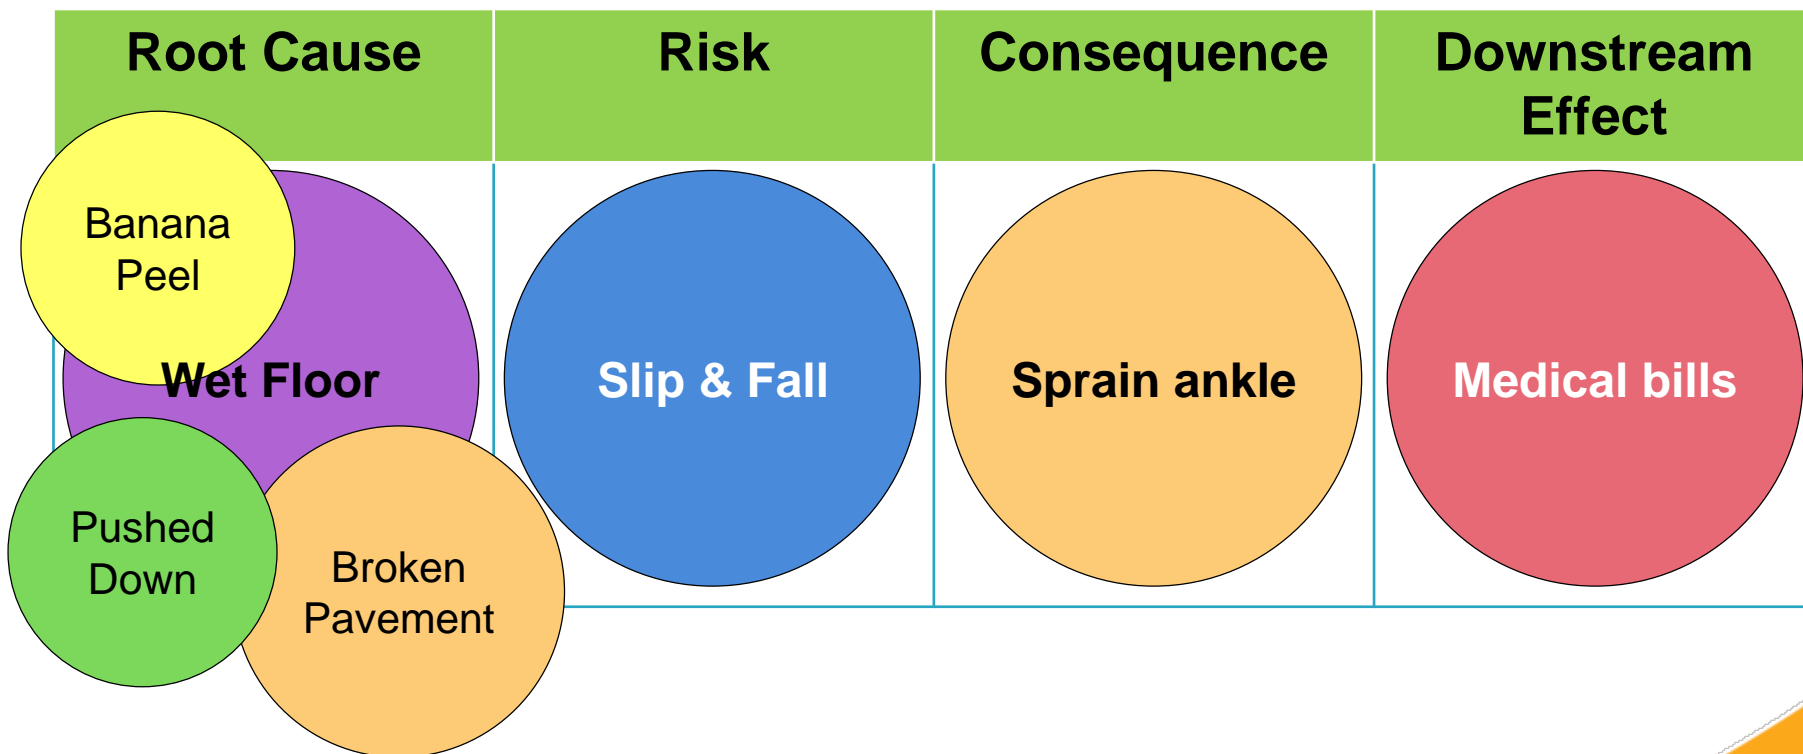 Root Cause
Risk
Consequence
Downstream
Effect
Banana
Peel
Wet Floor
Slip & Fall
Sprain ankle
Medical bills
Pushed
Down
Broken
Pavement